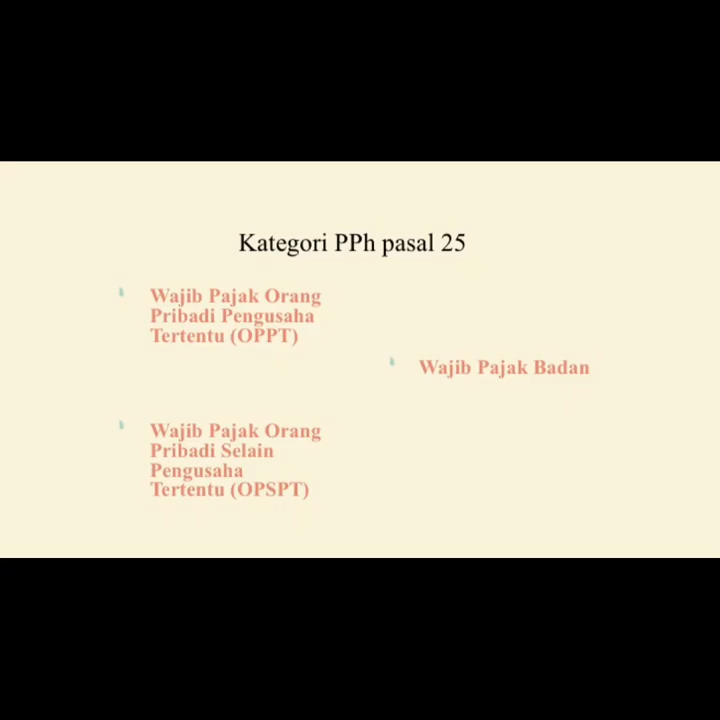 Kategori PPh pasal 25
Wajib Pajak Orang
Pribadi Pengusaha
Tertentu (OPPT)
Wajib Pajak Badan
Wajib Pajak Orang
Pribadi Selain
Pengusaha
Tertentu (OPSPT)